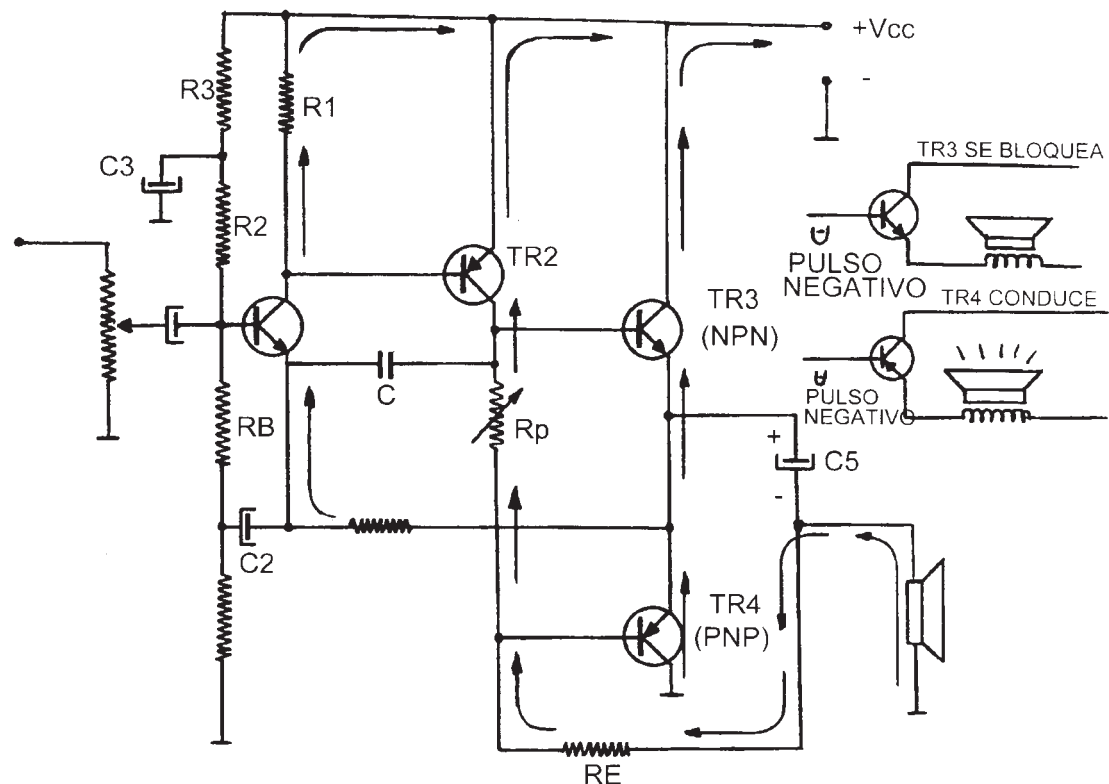 +Vcc
-
R3
R1
C3
R2
TR2
TR3
(NPN)
TR3 SE BLOQUEA
-
PULSO
NEGATIVO
TR4 CONDUCE
PULSO
NEGATIVO
C
Rp
RB
+
C5
-
C2
TR4
(PNP)
RE